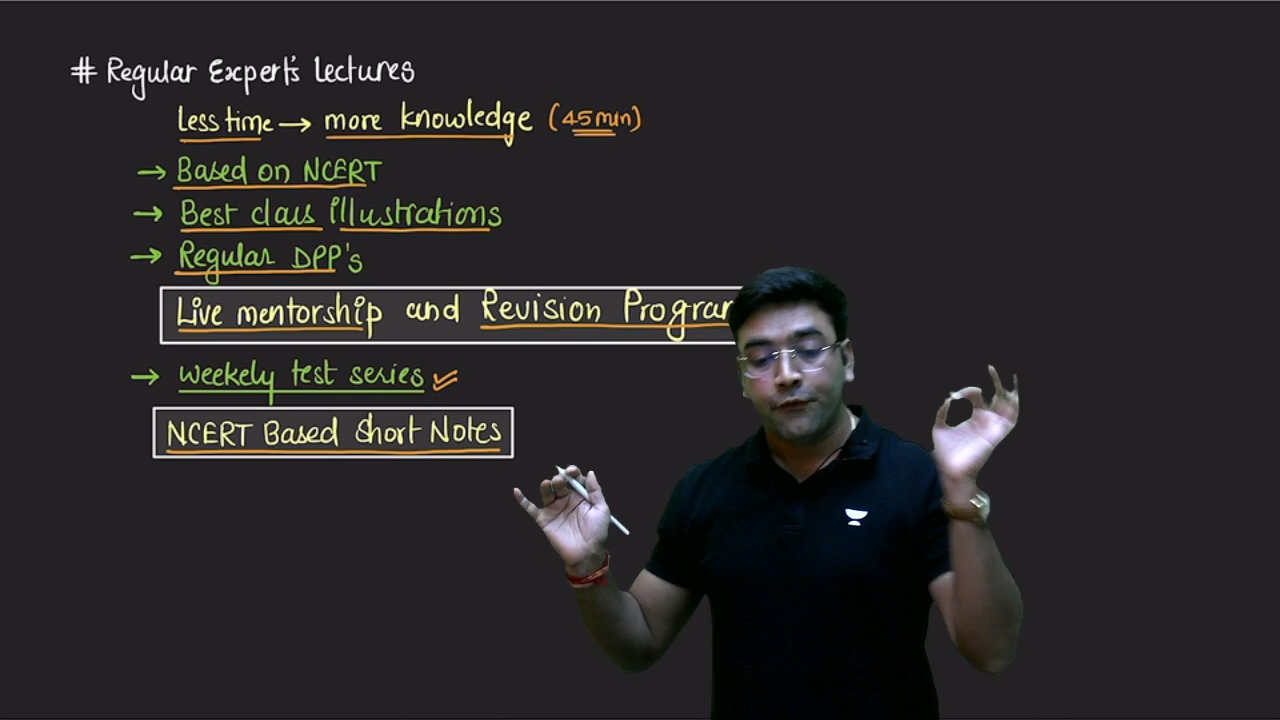 # Regular Expert's Lectures
Less time → more knowledge (45 min)
→ Based on NCERT
→ Best class Illustrations
→ Regular DPP's
Live mentorship and Revision Progra
→ Weekely test series
NCERT Based Short Notes